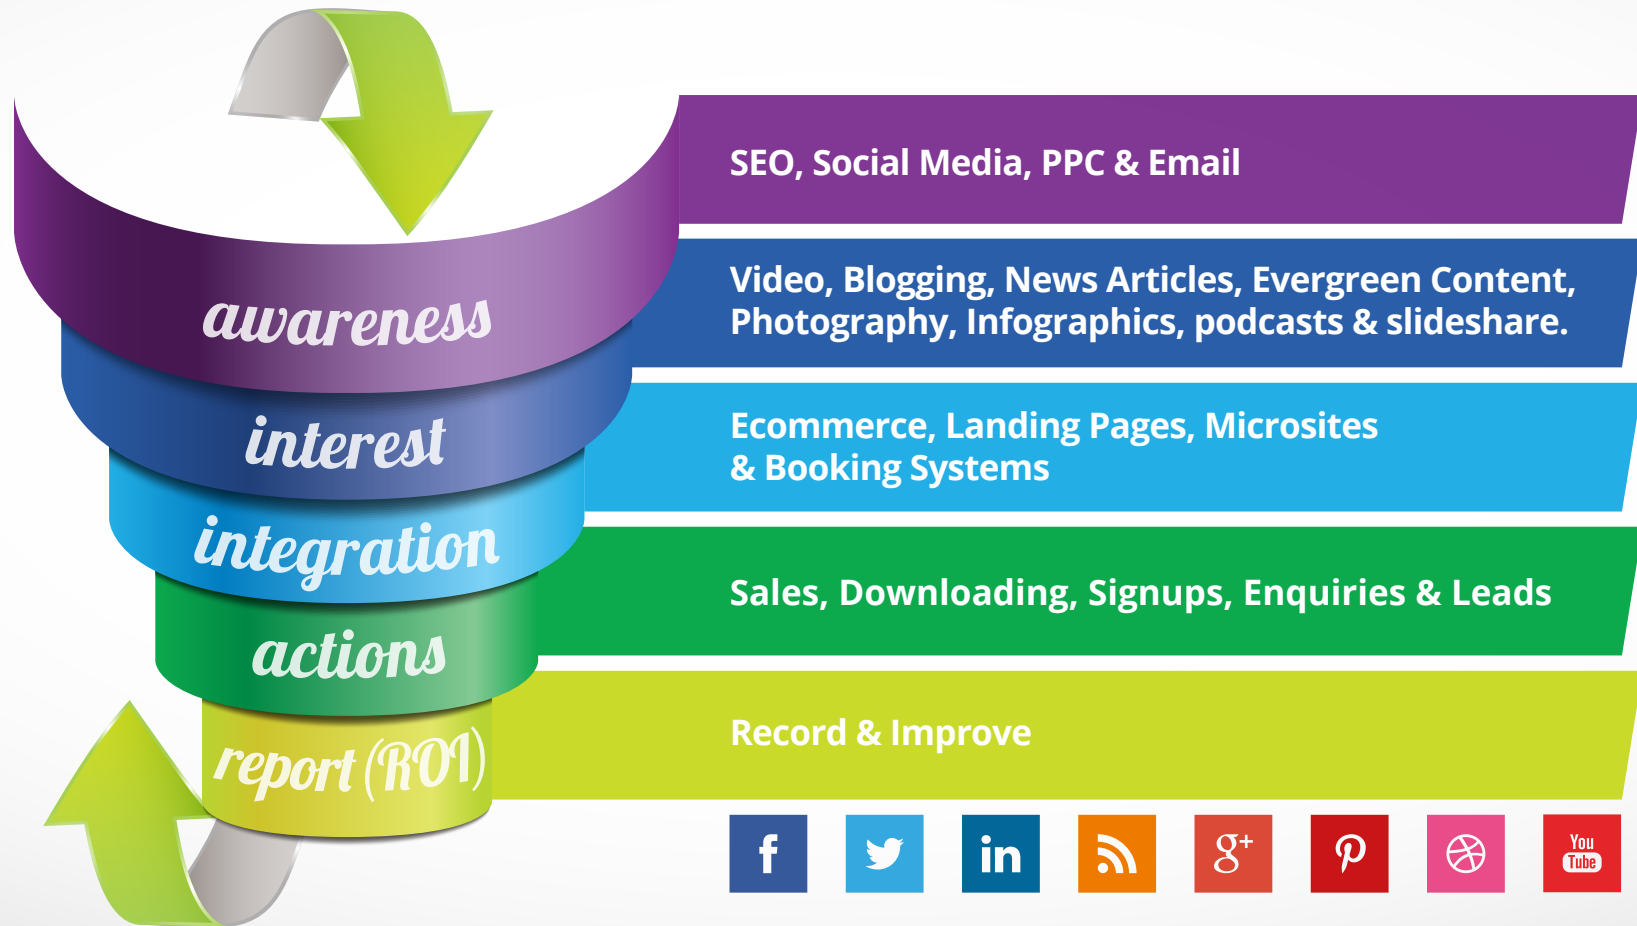 awareness
SEO, Social Media, PPC & Email
interest
Video, Blogging, News Articles, Evergreen Content,
Photography, Infographics, podcasts & slideshare.
integration
Ecommerce, Landing Pages, Microsites
& Booking Systems
actions
Sales, Downloading, Signups, Enquiries & Leads
report (ROI)
Record & Improve
f
in
g+
You
Tube